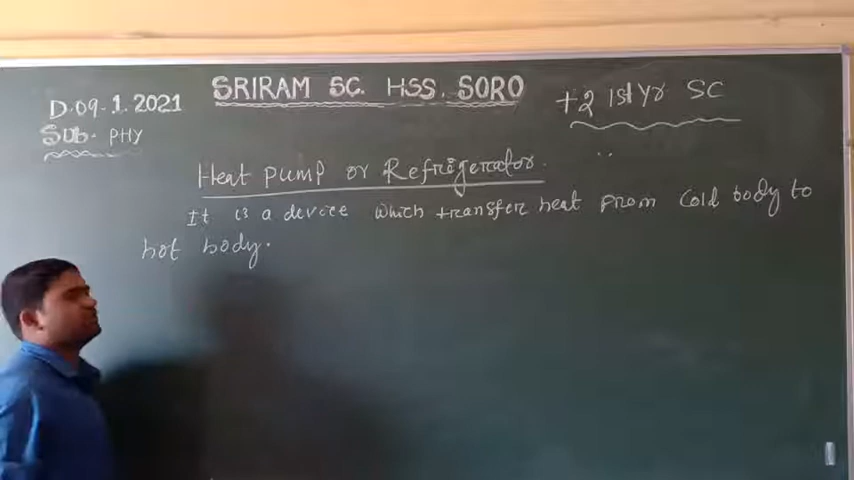 SRIRAM SC. HSS. SORO
D.09-1.2021
+2 1st Yr SC
SUB. PHY
Heat pump or Refrigerator.
It is a device which transfer heat from cold body to
hot body.